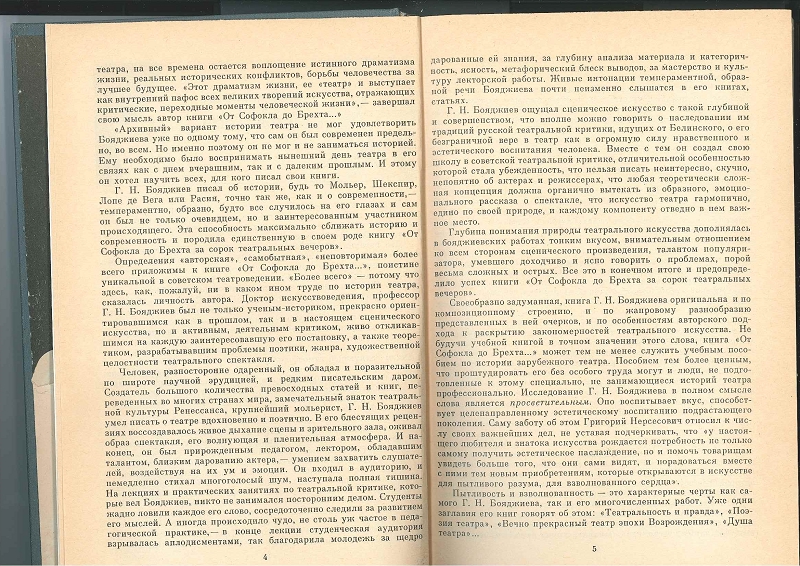 театра, на все времена остается воплощение истинного драматизма
жизни, реальных исторических конфликтов, борьбы человечества за
лучшее будущее. «Этот драматизм жизни, ее «театр» и выступает
как внутренний пафос всех великих творений искусства, отражающих
критические, переходные моменты человеческой жизни»,— завершал
свою мысль автор книги «От Софокла до Брехта...»
«Архивный» вариант истории театра не мог удовлетворить
Бояджиева уже по одному тому, что сам он был современен предель-
но, во всем. Но именно поэтому он не мог и не заниматься историей.
Ему необходимо было воспринимать нынешний день театра в его
связях как с днем вчерашним, так и с далеким прошлым. И этому
он хотел научить всех, для кого писал свои книги.
Г. Н. Бояджиев писал об истории, будь то Мольер, Шекспир,
Лопе де Вега или Расин, точно так же, как и о современности,—
темпераментно, образно, будто все случилось на его глазах и сам
он был не только очевидцем, но и заинтересованным участником
происходящего. Эта способность максимально сближать историю и
современность и породила единственную в своем роде книгу «От
Софокла до Брехта за сорок театральных вечеров».
Определения «авторская», «самобытная», «неповторимая» более
всего приложимы к книге «От Софокла до Брехта...», поистине
уникальной в советском театроведении. «Более всего» — потому что
здесь, как, пожалуй, ни в каком ином труде по истории театра,
сказалась личность автора. Доктор искусствоведения, профессор
Г. Н. Бояджиев был не только ученым-историком, прекрасно ориен-
тировавшимся как в прошлом, так и в настоящем сценического
искусства, но и активным, деятельным критиком, живо откликав-
шимся на каждую заинтересовавшую его постановку, а также теоре-
тиком, разрабатывавшим проблемы поэтики, жанра, художественной
целостности театрального спектакля.
Человек, разносторонне одаренный, он обладал и поразительной
по широте научной эрудицией, и редким писательским даром.
Создатель большого количества превосходных статей и книг, пе-
реведенных во многих странах мира, замечательный знаток театраль-
ной культуры Ренессанса, крупнейший мольерист, Г. Н. Бояджиев
умел писать о театре вдохновенно и поэтично. В его блестящих рецен-
зиях воссоздавалось живое дыхание сцены и зрительного зала, оживал
образ спектакля, его волнующая и пленительная атмосфера. И на-
конец, он был прирожденным педагогом, лектором, обладавшим
талантом, близким дарованию актера,— умением захватить слушате-
лей, воздействуя на их ум и эмоции. Он входил в аудиторию, и
немедленно стихал многоголосый шум, наступала полная тишина.
На лекциях и практических занятиях по театральной критике, кото-
рые вел Бояджиев, никто не занимался посторонним делом. Студенты
жадно ловили каждое его слово, сосредоточенно следили за развитием
его мыслей. А иногда происходило чудо, не столь уж частое в педа-
гогической практике,— в конце лекции студенческая аудитория
взрывалась аплодисментами, так благодарила молодежь за щедро
4
дарованные ей знания, за глубину анализа материала и категорич-
ность, ясность, метафорический блеск выводов, за мастерство и куль-
туру лекторской работы. Живые интонации темпераментной, образ-
ной речи Бояджиева почти неизменно слышатся в его книгах,
статьях.
Г. Н. Бояджиев ощущал сценическое искусство с такой глубиной
и совершенством, что вполне можно говорить о наследовании им
традиций русской театральной критики, идущих от Белинского, о его
безграничной вере в театр как в огромную силу нравственного и
эстетического воспитания человека. Вместе с тем он создал свою
школу в советской театральной критике, отличительной особенностью
которой стала убежденность, что нельзя писать неинтересно, скучно,
непонятно об актерах и режиссерах, что любая теоретически слож-
ная концепция должна органично вытекать из образного, эмоцио-
нального рассказа о спектакле, что искусство театра гармонично,
едино по своей природе, и каждому компоненту отведено в нем важ-
ное место.
Глубина понимания природы театрального искусства дополнялась
в бояджиевских работах тонким вкусом, внимательным отношением
ко всем сторонам сценического произведения, талантом популяри-
затора, умевшего доходчиво и ясно говорить о проблемах, порой
весьма сложных и острых. Все это в конечном итоге и предопреде-
лило успех книги «От Софокла до Брехта за сорок театральных
вечеров».
Своеобразно задуманная, книга Г. Н. Бояджиева оригинальна и по
композиционному строению, и по жанровому разнообразию
представленных в ней очерков, и по особенностям авторского под-
хода к раскрытию закономерностей театрального искусства. Не
будучи учебной книгой в точном значении этого слова, книга «От
Софокла до Брехта...» может тем не менее служить учебным пособ-
ием по истории зарубежного театра. Пособием тем более ценным,
что проштудировать его без особого труда могут и люди, не подго-
товленные к этому специально, не занимающиеся историей театра
профессионально. Исследование Г. Н. Бояджиева в полном смысле
слова является просветительным. Оно воспитывает вкус, способст-
вует целенаправленному эстетическому воспитанию подрастающего
поколения. Саму заботу об этом Григорий Нерсесович относил к чи-
слу своих важнейших дел, не уставая подчеркивать, что «у настоя-
щего любителя и знатока искусства рождается потребность не только
самому получить эстетическое наслаждение, но и помочь товарищам
увидеть больше того, что они сами видят, и порадоваться вместе
с ними тем новым приобретениям, которые открываются в искусстве
для пытливого разума, для взволнованного сердца».
Пытливость и взволнованность — это характерные черты как са-
мого Г. Н. Бояджиева, так и его многочисленных работ. Уже одни
заглавия его книг говорят об этом: «Театральность и правда», «Поэ-
зия театра», «Вечно прекрасный театр эпохи Возрождения», «Душа
театра»...
5